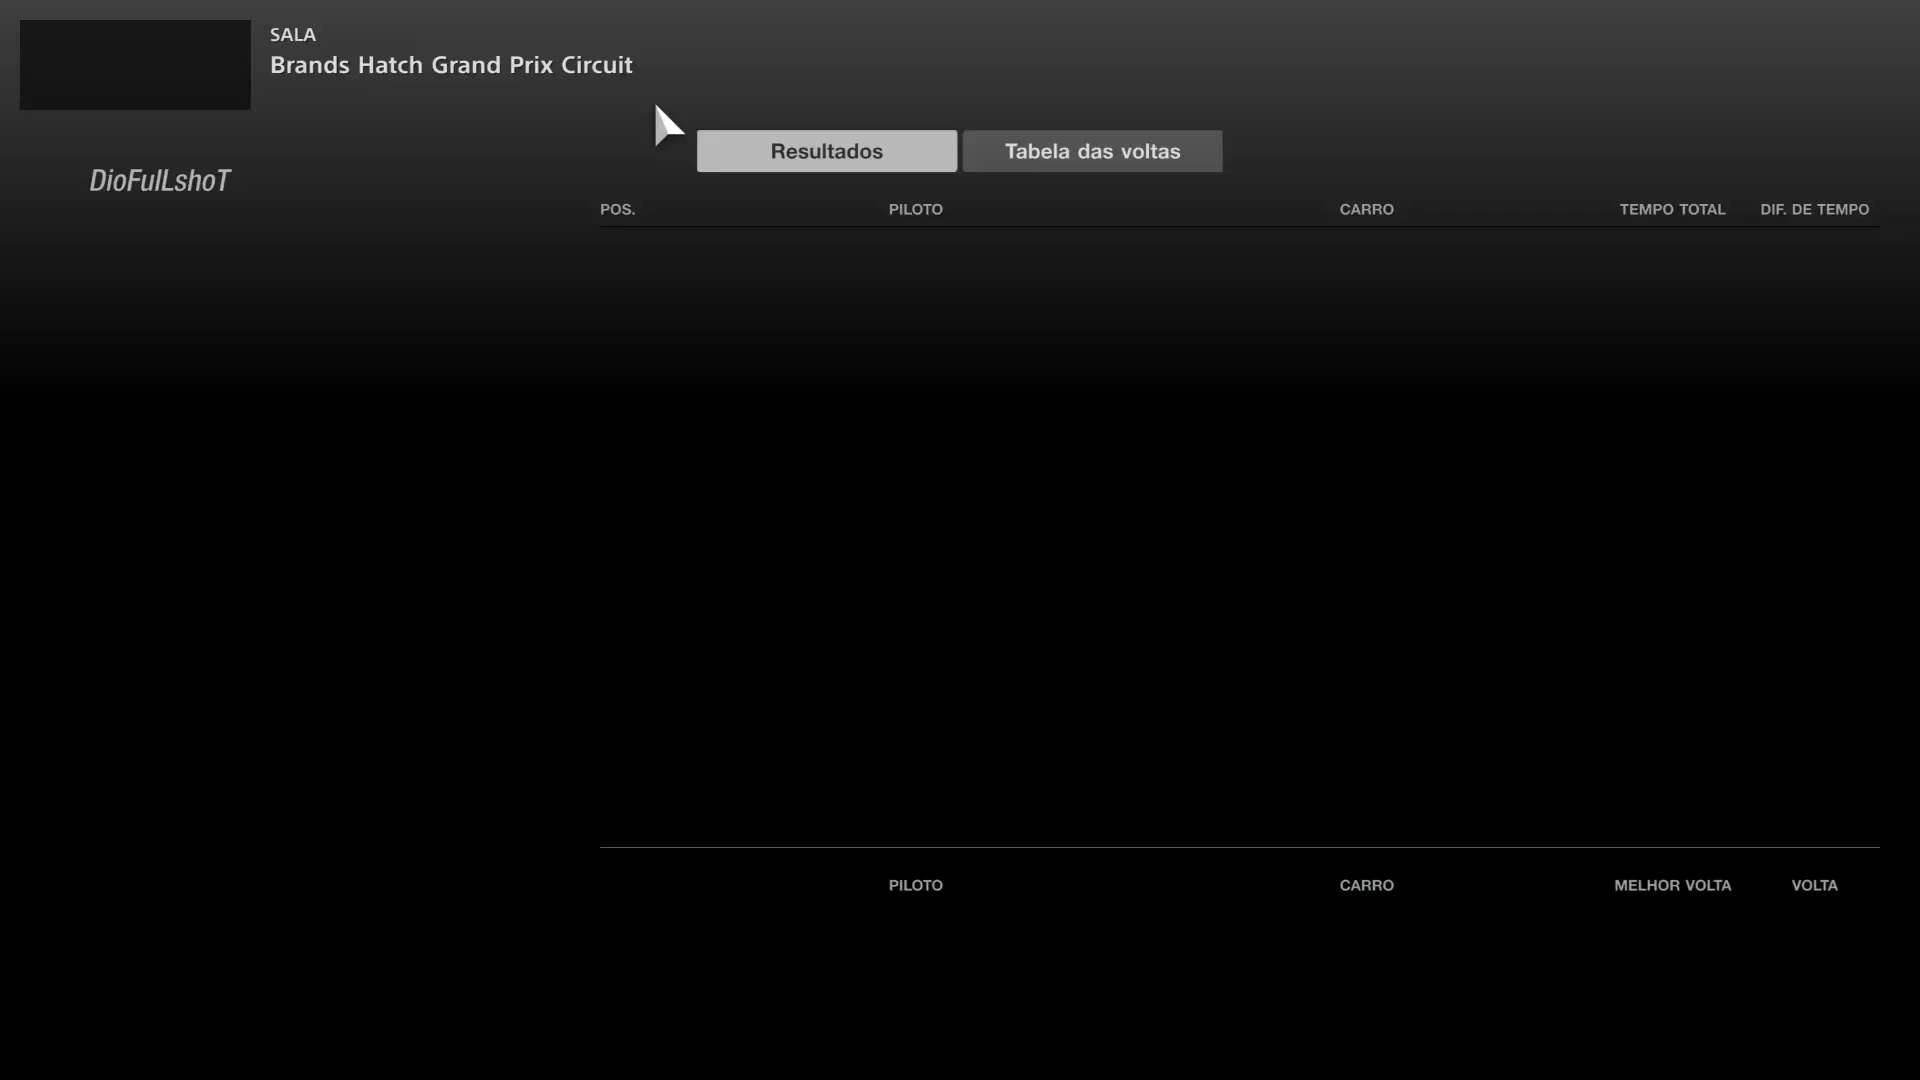 SALA
Brands Hatch Grand Prix Circuit
Resultados Tabela das voltas
DioFulLshoT
POS. PILOTO CARRO TEMPO TOTAL DIF. DE TEMPO
PILOTO CARRO MELHOR VOLTA VOLTA